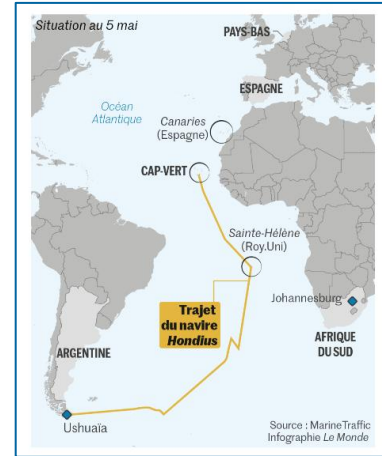 Situation au 5 mai
PAYS-BAS
ESPAGNE
Océan
Atlantique
Canaries
(Espagne)
CAP-VERT
Sainte-Hélène
(Roy.Uni)
Johannesburg
Trajet
du navire
Hondius
AFRIQUE
DU SUD
ARGENTINE
Ushuaïa
Source : MarineTraffic
Infographie Le Monde